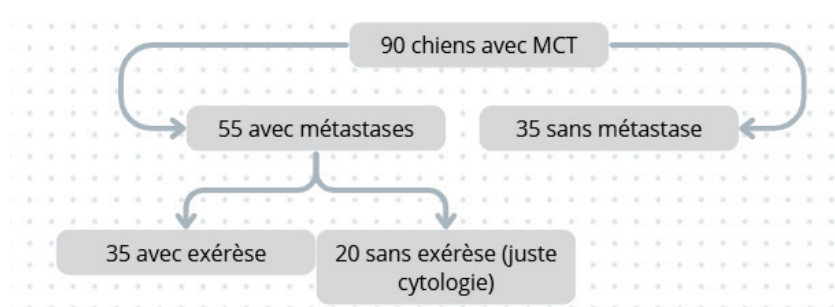 90 chiens avec MCT
55 avec métastases
35 sans métastase
35 avec exérèse
20 sans exérèse (juste
cytologie)